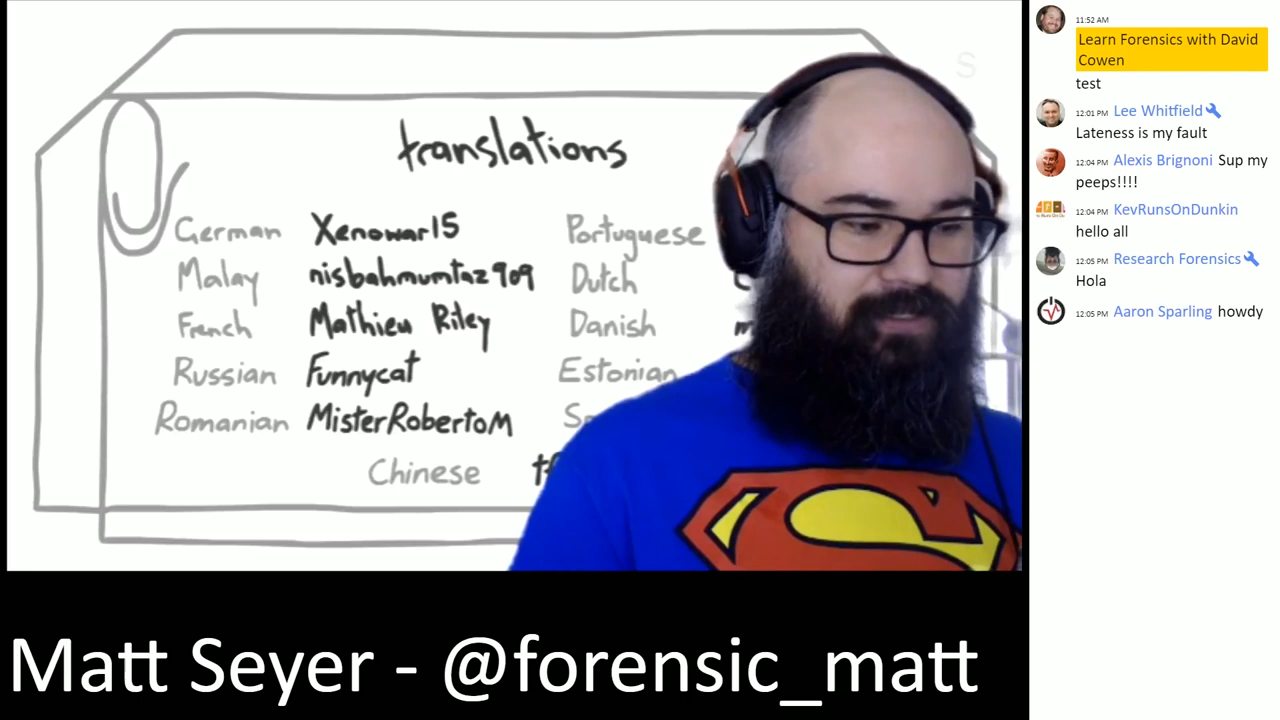 S
translations
German Xenowar15 Portuguese
Malay nisbahmumtaz909 Dutch
French Mathieu Riley Danish
Russian Funnycat Estonian
Romanian MisterRobertoM
Chinese
Matt Seyer - @forensic_matt
11:52 AM
Learn Forensics with David
Cowen
test
12:01 PM Lee Whitfield
Lateness is my fault
12:04 PM Alexis Brignoni Sup my
peeps!!!!
12:04 PM KevRunsOnDunkin
hello all
12:05 PM Research Forensics
Hola
12:05 PM Aaron Sparling howdy